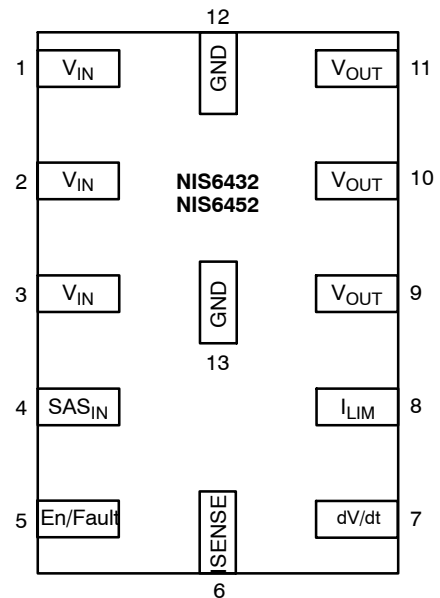 12
1 V_IN GND V_OUT 11
2 V_IN NIS6432 V_OUT 10
NIS6452
3 V_IN GND V_OUT 9
13
4 SAS_IN I_LIM 8
5 En/Fault ISENSE dV/dt 7
6